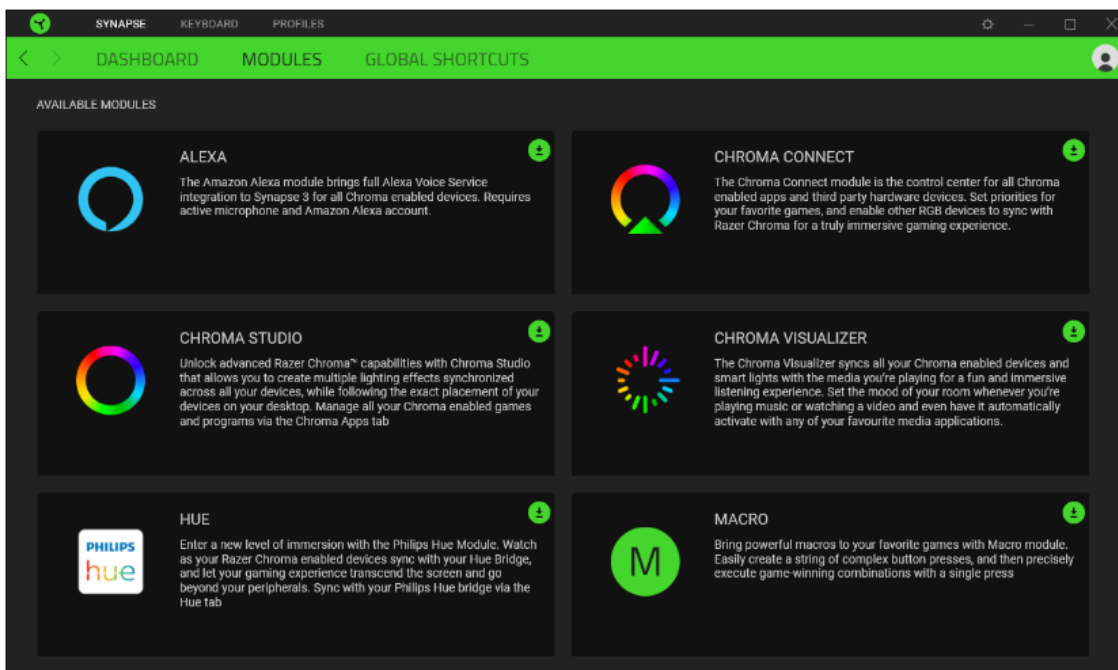 SYNAPSE KEYBOARD PROFILES
DASHBOARD MODULES GLOBAL SHORTCUTS
AVAILABLE MODULES
ALEXA
The Amazon Alexa module brings full Alexa Voice Service
integration to Synapse 3 for all Chroma enabled devices. Requires
active microphone and Amazon Alexa account.
CHROMA CONNECT
The Chroma Connect module is the control center for all Chroma
enabled apps and third party hardware devices. Set priorities for
your favorite games, and enable other RGB devices to sync with
Razer Chroma for a truly immersive gaming experience.
CHROMA STUDIO
Unlock advanced Razer Chroma™ capabilities with Chroma Studio
that allows you to create multiple lighting effects synchronized
across all your devices, while following the exact placement of your
devices on your desktop. Manage all your Chroma enabled games
and programs via the Chroma Apps tab
CHROMA VISUALIZER
The Chroma Visualizer syncs all your Chroma enabled devices and
smart lights with the media you're playing for a fun and immersive
listening experience. Set the mood of your room whenever you're
playing music or watching a video and even have it automatically
activate with any of your favourite media applications.
PHILIPS
hue
HUE
Enter a new level of immersion with the Philips Hue Module. Watch
as your Razer Chroma enabled devices sync with your Hue Bridge,
and let your gaming experience transcend the screen and go
beyond your peripherals. Sync with your Philips Hue bridge via the
Hue tab
M
MACRO
Bring powerful macros to your favorite games with Macro module.
Easily create a string of complex button presses, and then precisely
execute game-winning combinations with a single press